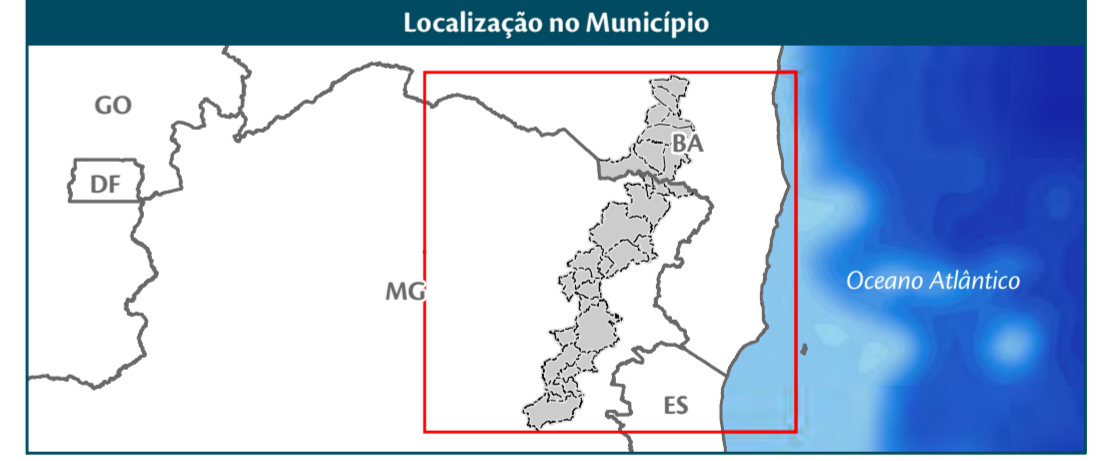 Localização no Município
GO
BA
DF
Oceano Atlântico
MG
ES